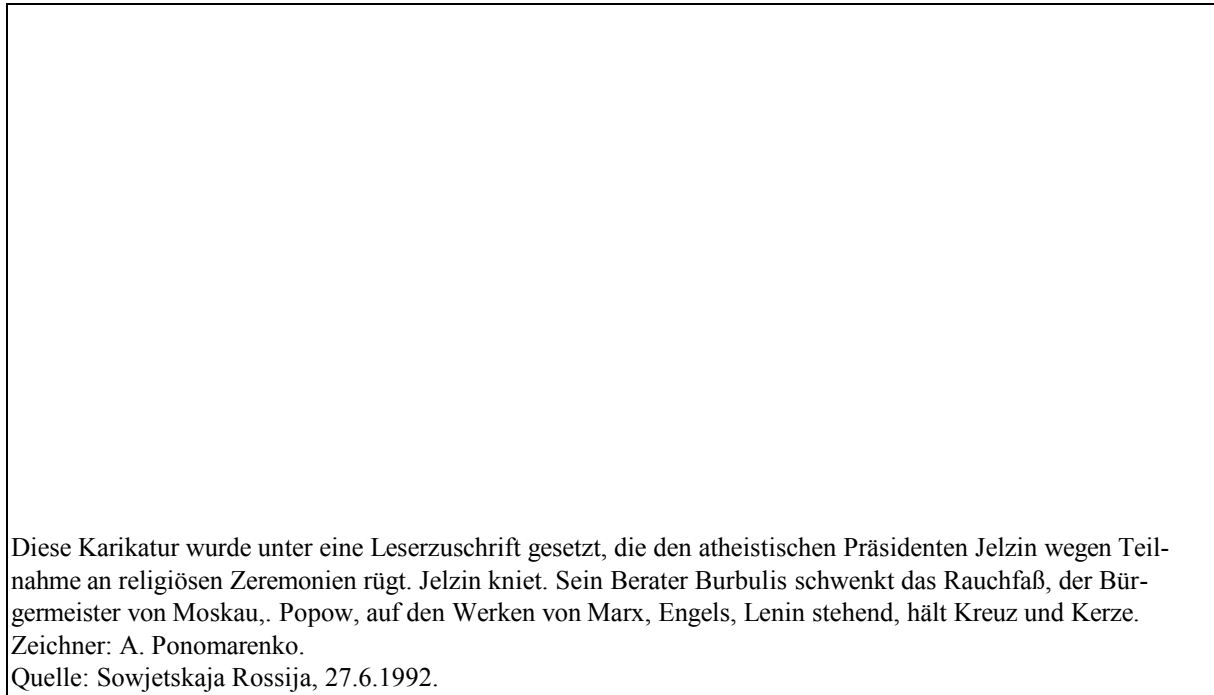 Diese Karikatur wurde unter eine Leserzuschrift gesetzt, die den atheistischen Präsidenten Jelzin wegen Teil-
nahme an religiösen Zeremonien rügt. Jelzin kniet. Sein Berater Burbulis schwenkt das Rauchfaß, der Bür-
germeister von Moskau,. Popow, auf den Werken von Marx, Engels, Lenin stehend, hält Kreuz und Kerze.
Zeichner: A. Ponomarenko.
Quelle: Sowjetskaja Rossija, 27.6.1992.